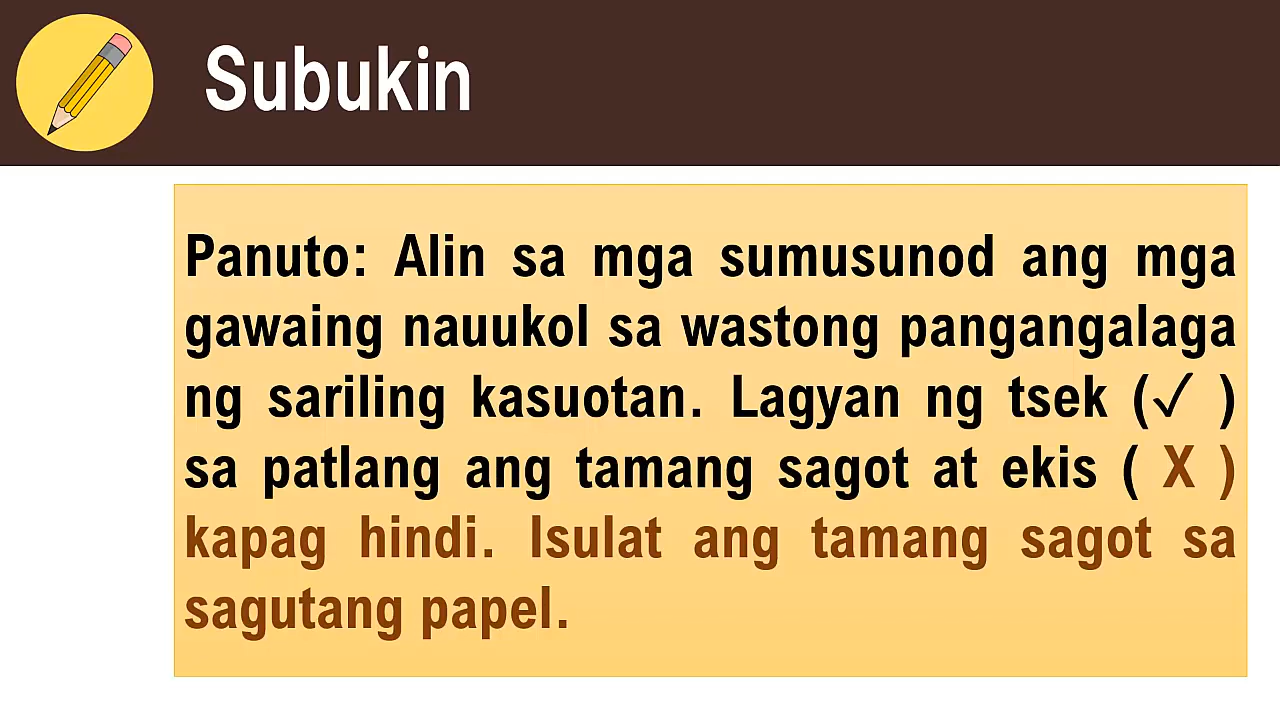 Subukin
Panuto: Alin sa mga sumusunod ang mga
gawaing nauukol sa wastong pangangalaga
ng sariling kasuotan. Lagyan ng tsek (✓ )
sa patlang ang tamang sagot at ekis ( X )
kapag hindi. Isulat ang tamang sagot sa
sagutang papel.